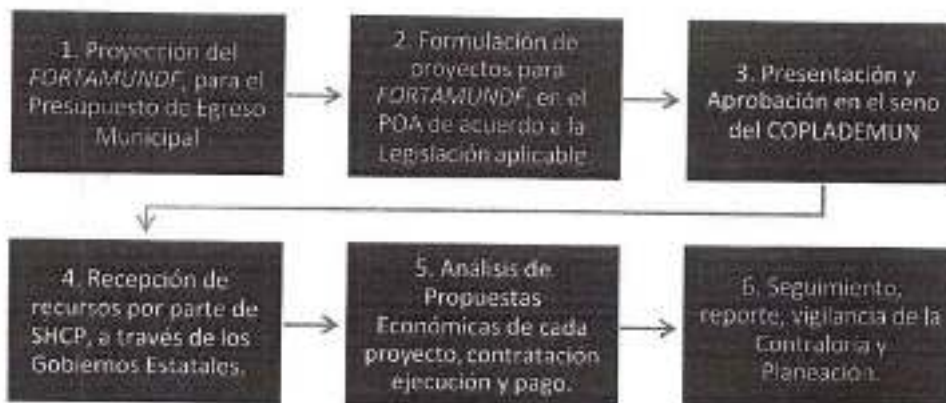 1. Proyección del
FORTAMUNDF, para el
Presupuesto de Egreso
Municipal
2. Formulación de
proyectos para
FORTAMUNDF, en el
POA de acuerdo a la
Legislación aplicable
3. Presentación y
Aprobación en el seno
del COPLADEMUN
4. Recepción de
recursos por parte de
SHCP, a través de los
Gobiernos Estatales.
5. Análisis de
Propuestas
Económicas de cada
proyecto, contratación
ejecución y pago.
6. Seguimiento,
reporte, vigilancia de la
Contraloría y
Planeación.